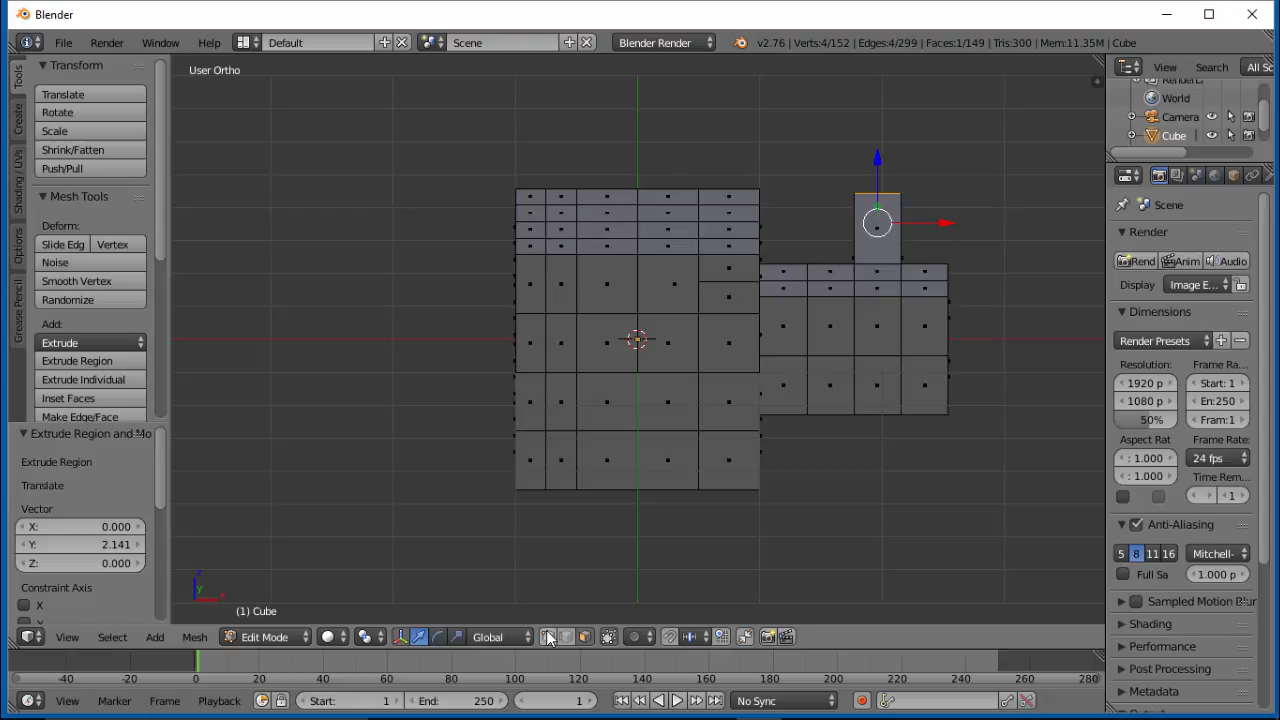 Blender
File Render Window Help Default Scene Blender Render v2.76 | Verts:4/152 | Edges:4/299 | Faces:1/149 | Tris:300 | Mem:11.35M | Cube
Tools
Create
Shading / UVs
Options
Grease Pencil
Transform
Translate
Rotate
Scale
Shrink/Fatten
Push/Pull
Mesh Tools
Deform:
Slide Edg Vertex
Noise
Smooth Vertex
Randomize
Add:
Extrude
Extrude Region
Extrude Individual
Inset Faces
Make Edge/Face
Extrude Region and Mo
Extrude Region
Translate
Vector
X: 0.000
Y: 2.141
Z: 0.000
Constraint Axis
X
User Ortho
z
y
x
(1) Cube
View Search All Sc
World
Camera
Cube
Scene
Render
Rend Anim Audio
Display Image E...
Dimensions
Render Presets
Resolution: Frame Ra
1920 p Start: 1
1080 p En:250
50% Fram:1
Aspect Rat Frame Rate:
: 1.000 24 fps
: 1.000 Time Rem
1
Anti-Aliasing
5 8 11 16 Mitchell-
Full Sa 1.000 p
Sampled Motion Blur
Shading
Performance
Post Processing
Metadata
View Select Add Mesh Edit Mode Global
-40 -20 0 20 40 60 80 100 120 140 160 180 200 220 240 260 280
View Marker Frame Playback Start: 1 End: 250 1 No Sync